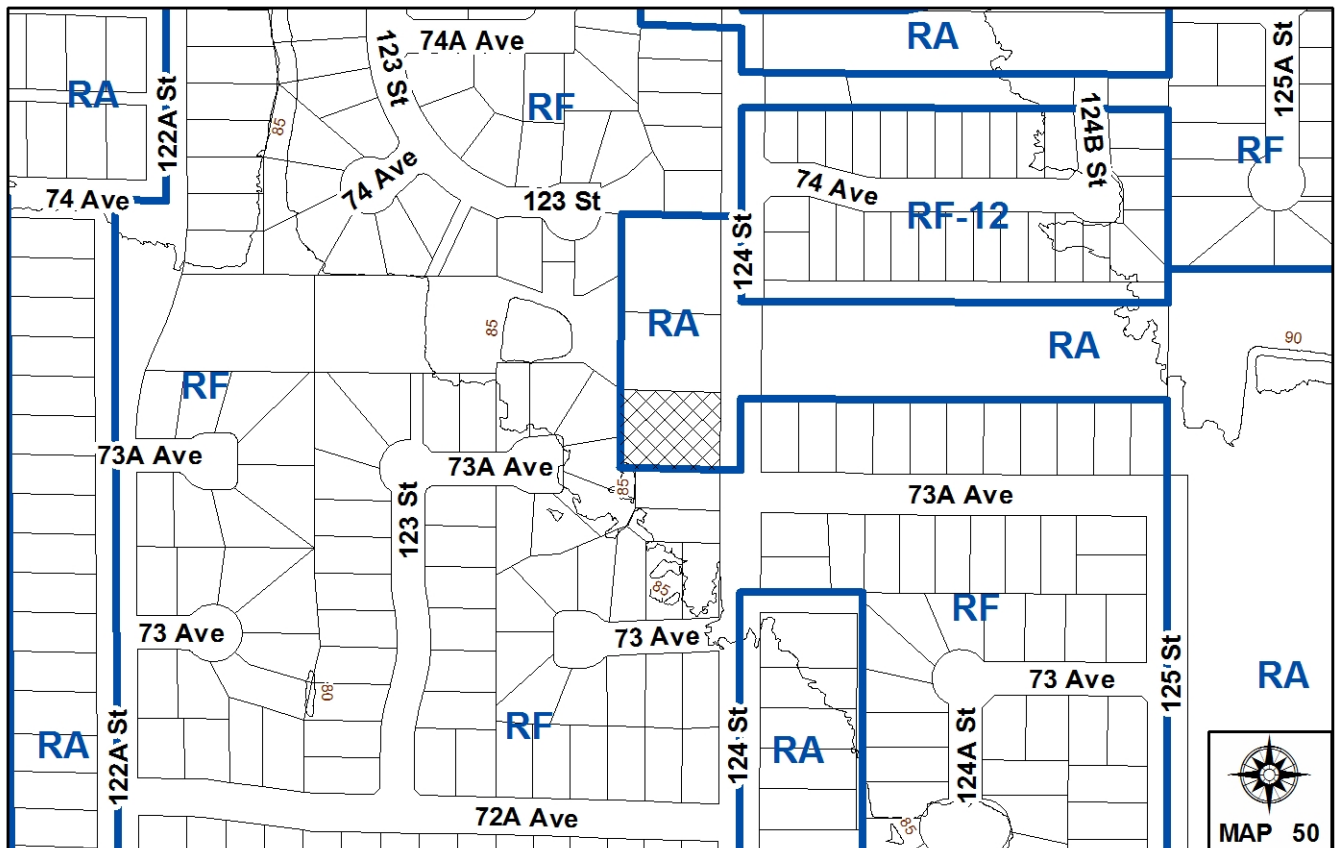 74A Ave
RA
123 St
125A St
RA
122A St
RF
124B St
85
RF
74 Ave
74 Ave
74 Ave
123 St
RF-12
124 St
RA
RA
85
90
RF
73A Ave
73A Ave
85
73A Ave
123 St
85
RF
73 Ave
73 Ave
125 St
RA
73 Ave
80
122A St
RF
124 St
RA
124A St
RA
72A Ave
85
MAP 50